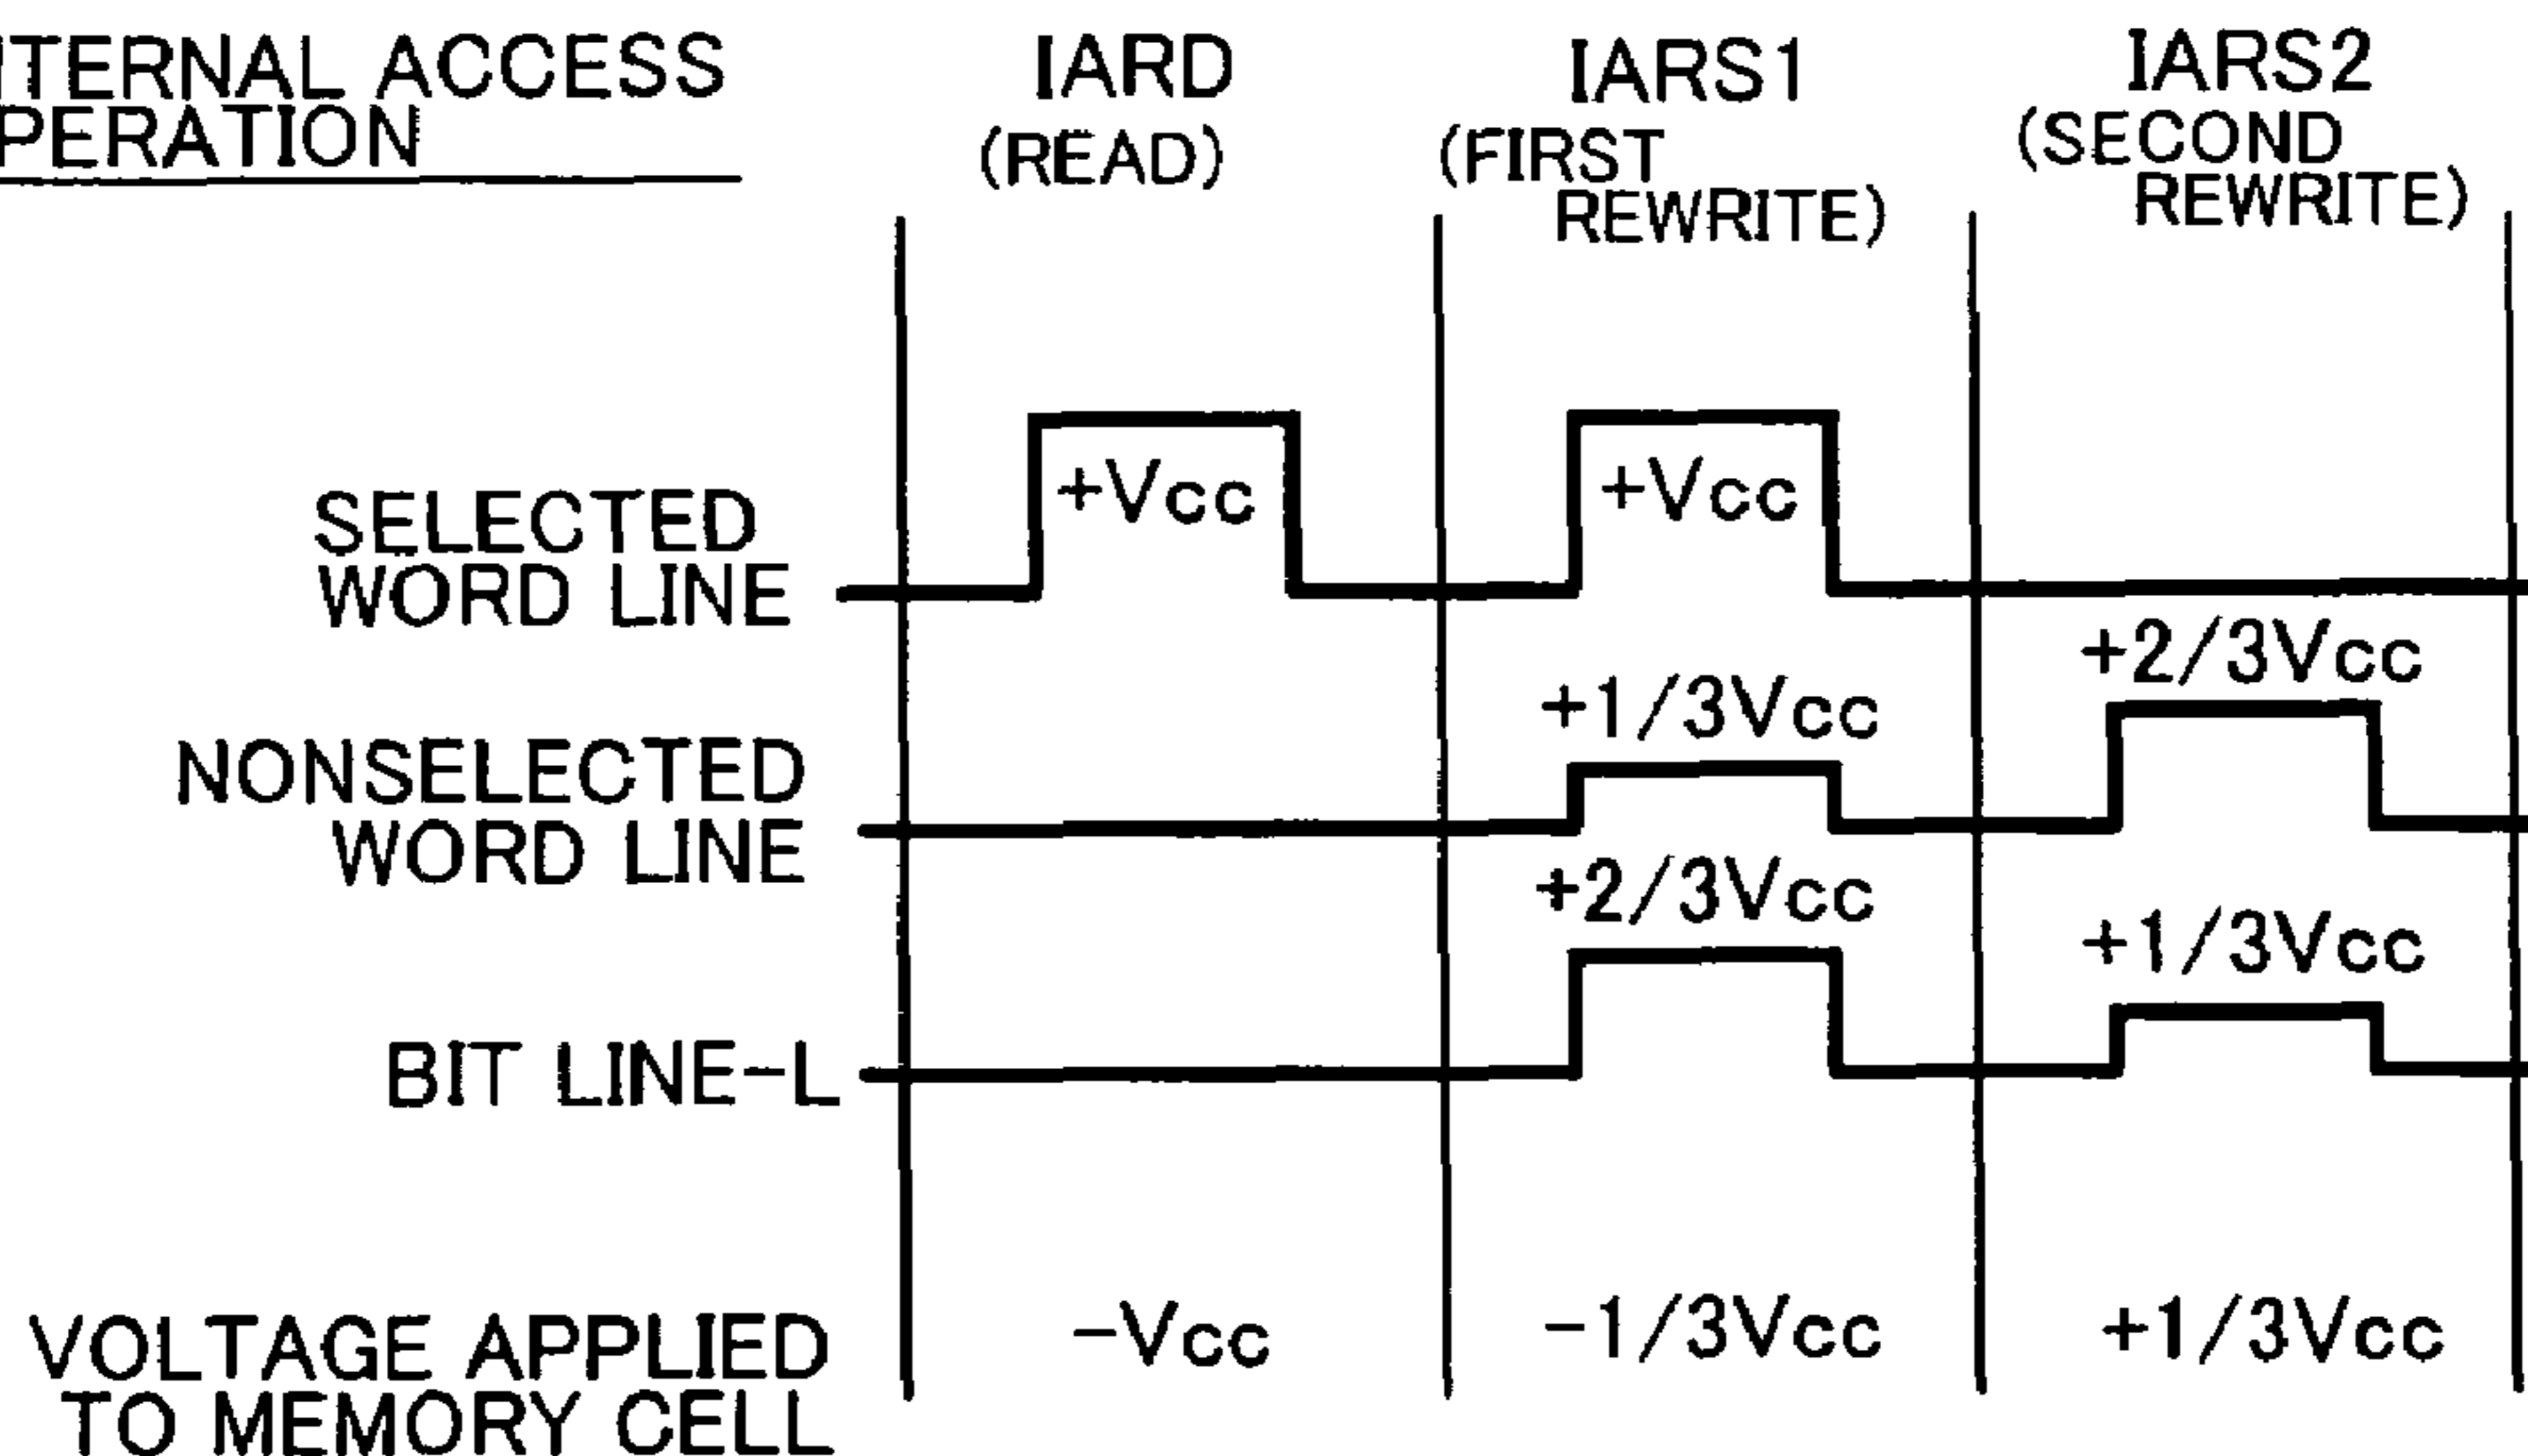 NTERNAL ACCESS
PERATION
IARD
(READ)
IARS1
(FIRST
REWRITE)
IARS2
(SECOND
REWRITE)
SELECTED
WORD LINE
+Vcc
+Vcc
NONSELECTED
WORD LINE
+1/3Vcc
+2/3Vcc
BIT LINE-L
+2/3Vcc
+1/3Vcc
VOLTAGE APPLIED
TO MEMORY CELL
-Vcc
-1/3Vcc
+1/3Vcc